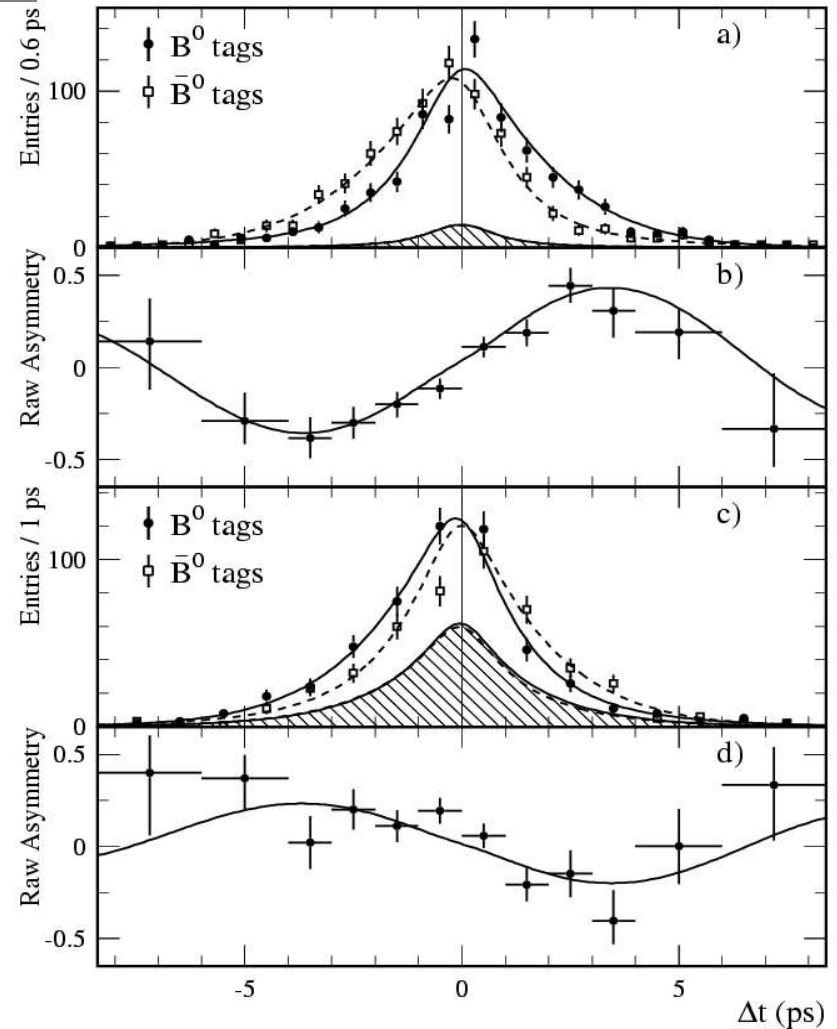 Entries / 0.6 ps
a)
B⁰ tags
B̄⁰ tags
100
0
Raw Asymmetry
b)
0.5
0
-0.5
Entries / 1 ps
c)
B⁰ tags
B̄⁰ tags
100
0
Raw Asymmetry
d)
0.5
0
-0.5
-5 0 5
Δt (ps)